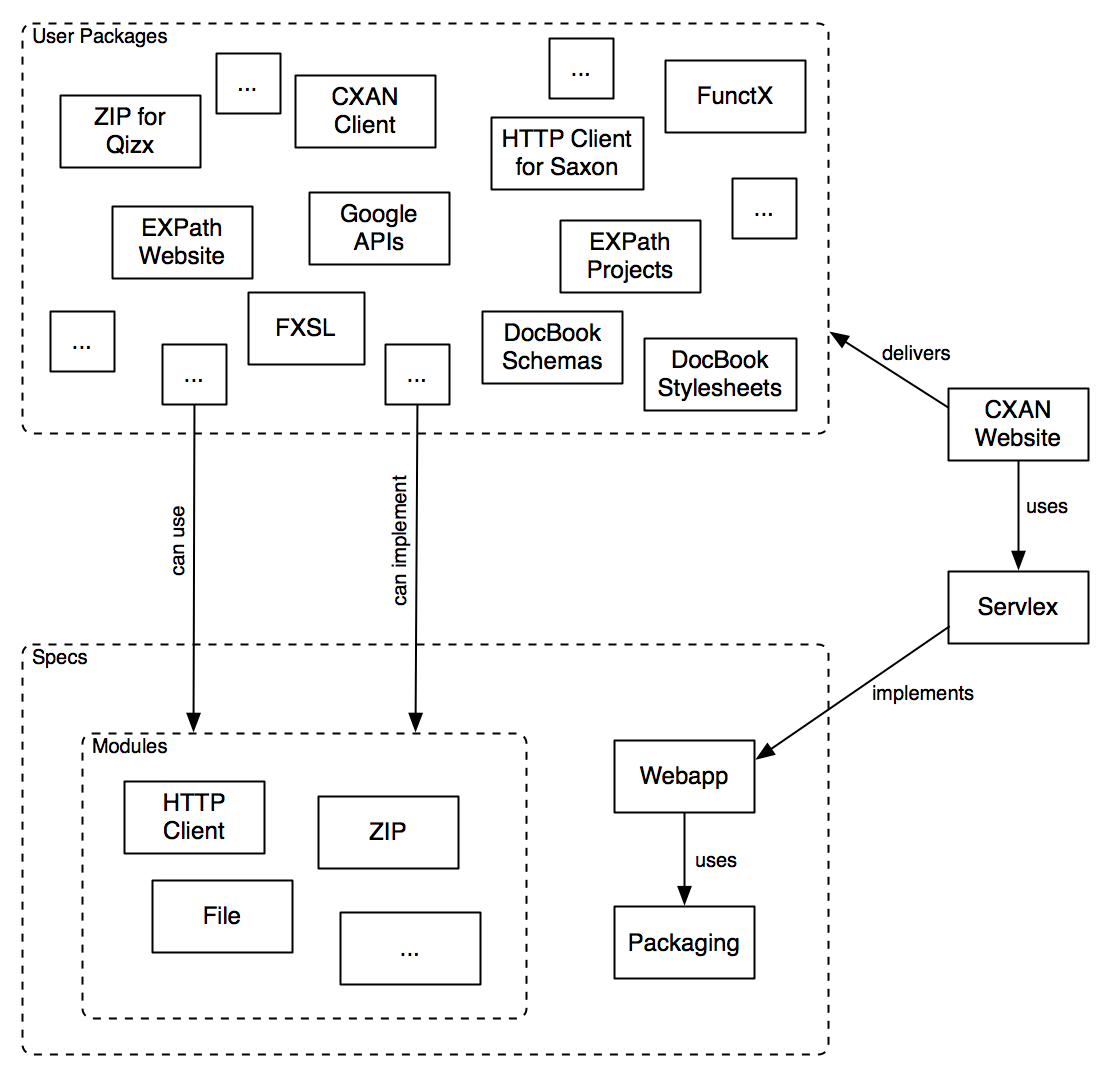 User Packages
...
...
ZIP for
Qizx
CXAN
Client
FunctX
HTTP Client
for Saxon
...
EXPath
Website
Google
APIs
EXPath
Projects
...
FXSL
DocBook
Schemas
...
...
DocBook
Stylesheets
delivers
CXAN
Website
can use
can implement
uses
Servlex
Specs
implements
Modules
HTTP
Client
ZIP
Webapp
File
uses
...
Packaging